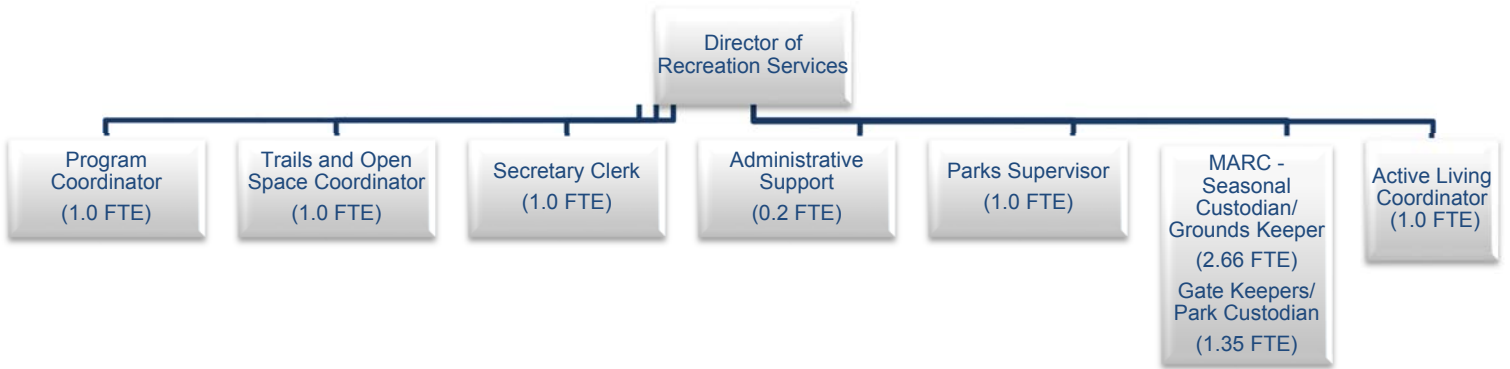 Director of
Recreation Services
Program
Coordinator
(1.0 FTE)
Trails and Open
Space Coordinator
(1.0 FTE)
Secretary Clerk
(1.0 FTE)
Administrative
Support
(0.2 FTE)
Parks Supervisor
(1.0 FTE)
MARC -
Seasonal
Custodian/
Grounds Keeper
(2.66 FTE)
Gate Keepers/
Park Custodian
(1.35 FTE)
Active Living
Coordinator
(1.0 FTE)